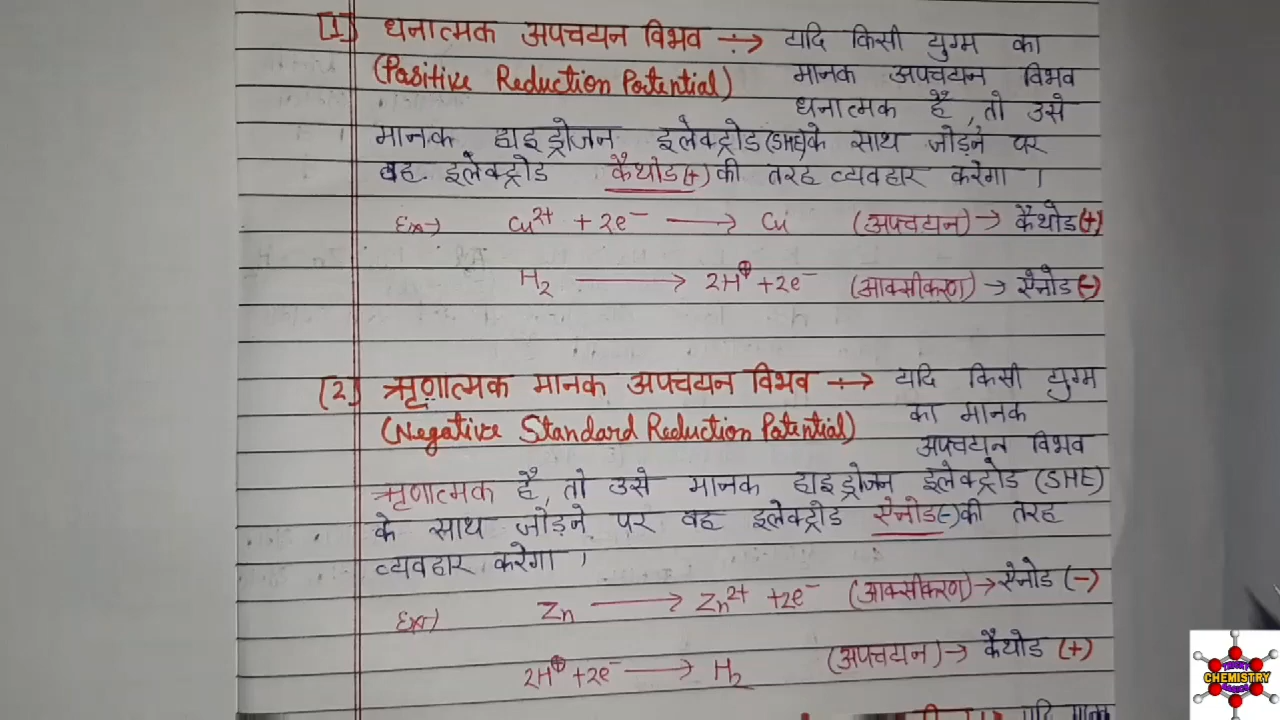 [1] धनात्मक अपचयन विभव ÷→ यदि किसी युग्म का
(Positive Reduction Potential) मानक अपचयन विभव
धनात्मक है, तो उसे
मानक हाइड्रोजन इलेक्ट्रोड(SHE)के साथ जोड़ने पर
वह इलेक्ट्रोड कैथोड(+) की तरह व्यवहार करेगा ।
Ex→ Cu²⁺ + 2e⁻ ⟶ Cu (अपचयन)→ कैथोड(+)
H₂ ⟶ 2H⊕ + 2e⁻ (आक्सीकरण)→ ऐनोड(-)
[2] ऋणात्मक मानक अपचयन विभव ÷→ यदि किसी युग्म
(Negative Standard Reduction Potential) का मानक
अपचयन विभव
ऋणात्मक है, तो उसे मानक हाइड्रोजन इलेक्ट्रोड (SHE)
के साथ जोड़ने पर वह इलेक्ट्रोड ऐनोड(-)की तरह
व्यवहार करेगा ।
Ex→ Zn ⟶ Zn²⁺ + 2e⁻ (आक्सीकरण)→ ऐनोड (-)
2H⊕ + 2e⁻ ⟶ H₂ (अपचयन)→ कैथोड (+)
CHEMISTRY